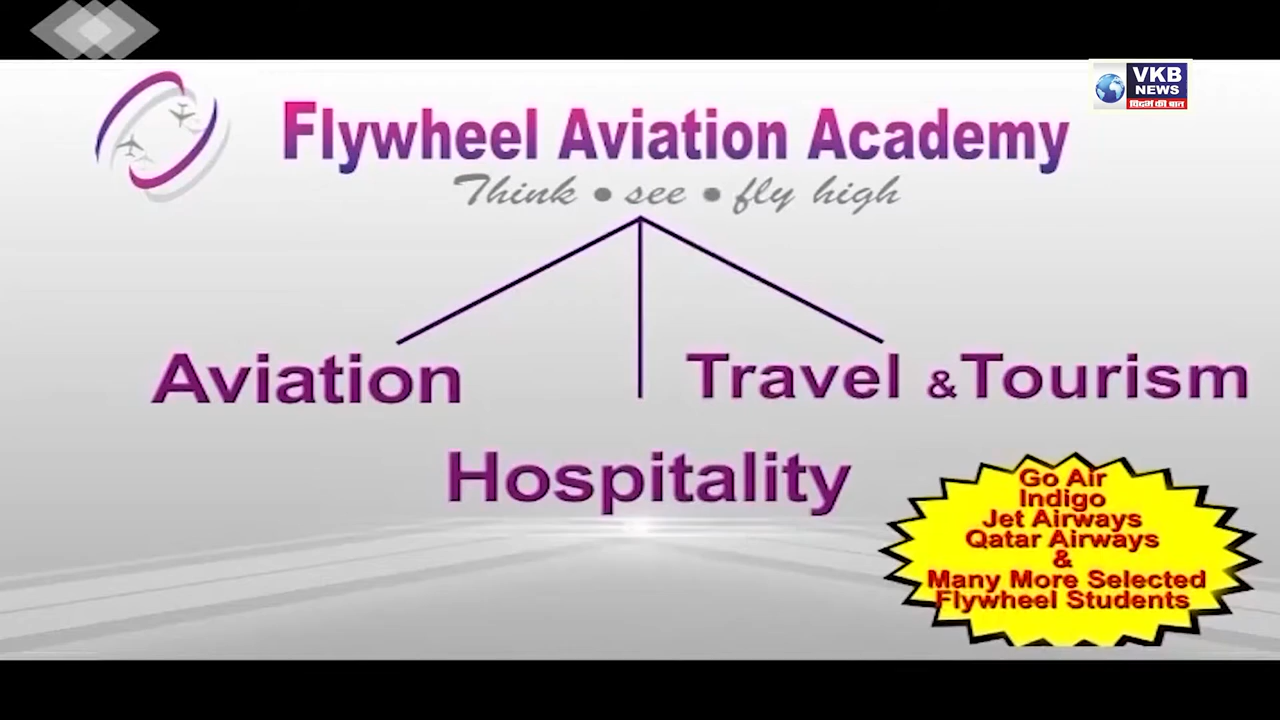 VKB
NEWS
विदर्भ की बात
Flywheel Aviation Academy
Think • see • fly high
Aviation
Travel & Tourism
Hospitality
Go Air
Indigo
Jet Airways
Qatar Airways
&
Many More Selected
Flywheel Students